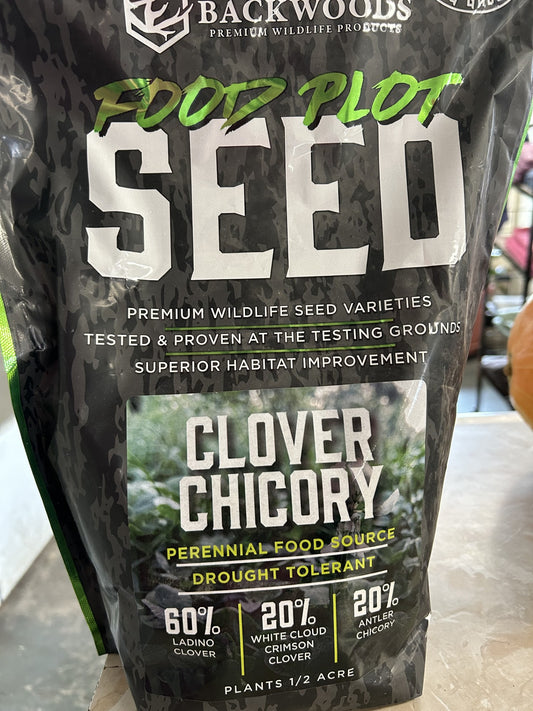 BACKWOODS
PREMIUM WILDLIFE PRODUCTS
FOOD PLOT
SEED
PREMIUM WILDLIFE SEED VARIETIES
TESTED & PROVEN AT THE TESTING GROUNDS
SUPERIOR HABITAT IMPROVEMENT
CLOVER
CHICORY
PERENNIAL FOOD SOURCE
DROUGHT TOLERANT
60%
LADINO
CLOVER
20%
WHITE CLOUD
CRIMSON
CLOVER
20%
ANTLER
CHICORY
PLANTS 1/2 ACRE